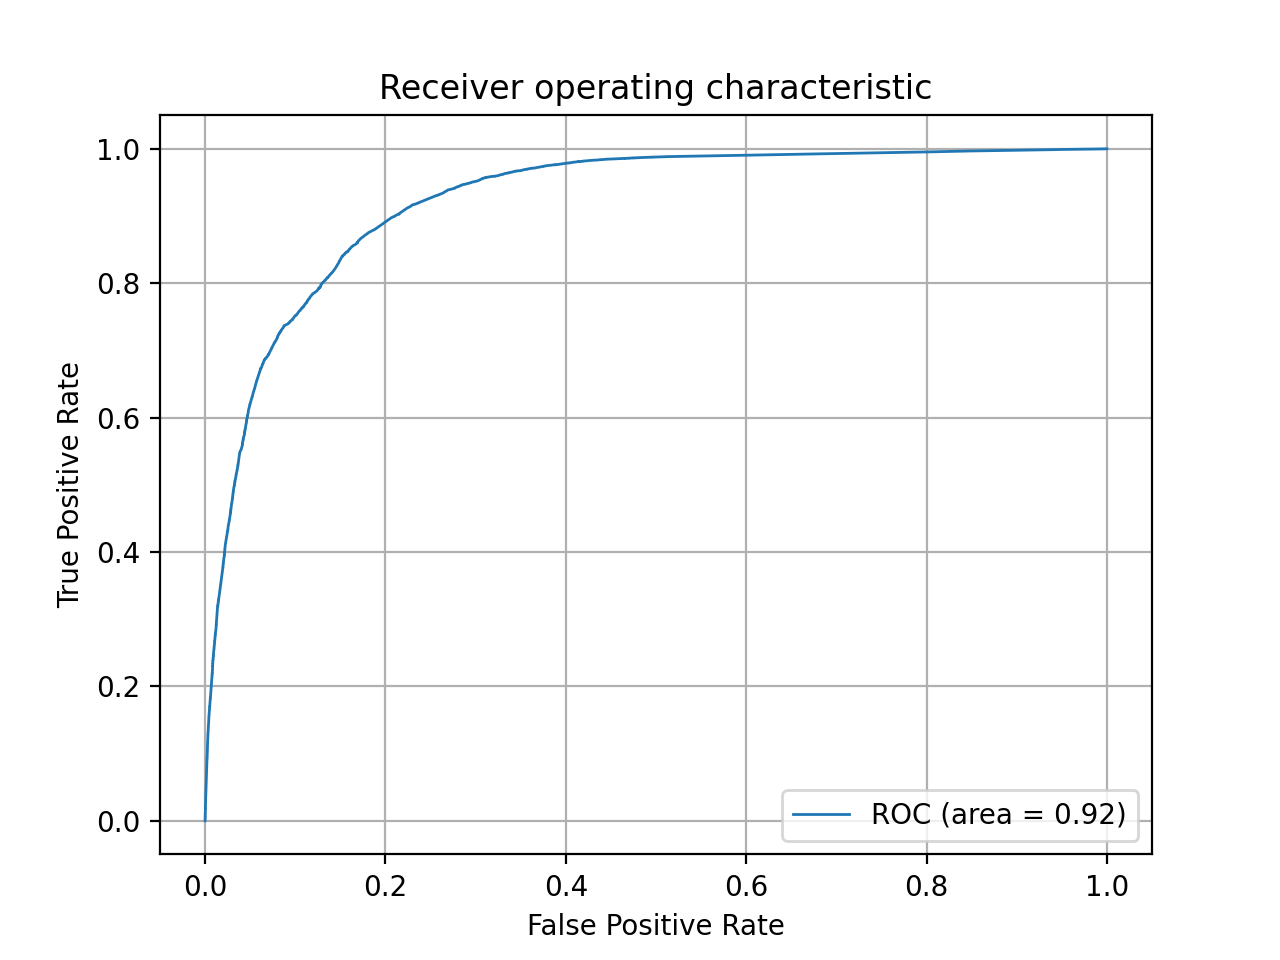 Receiver operating characteristic
1.0
0.8
0.6
0.4
0.2
0.0
True Positive Rate
ROC (area = 0.92)
0.0 0.2 0.4 0.6 0.8 1.0
False Positive Rate